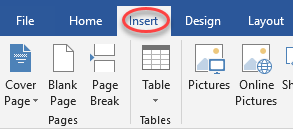 File Home Insert Design Layout
Cover Blank Page Table Pictures Online
Page Page Break Pictures
Pages Tables